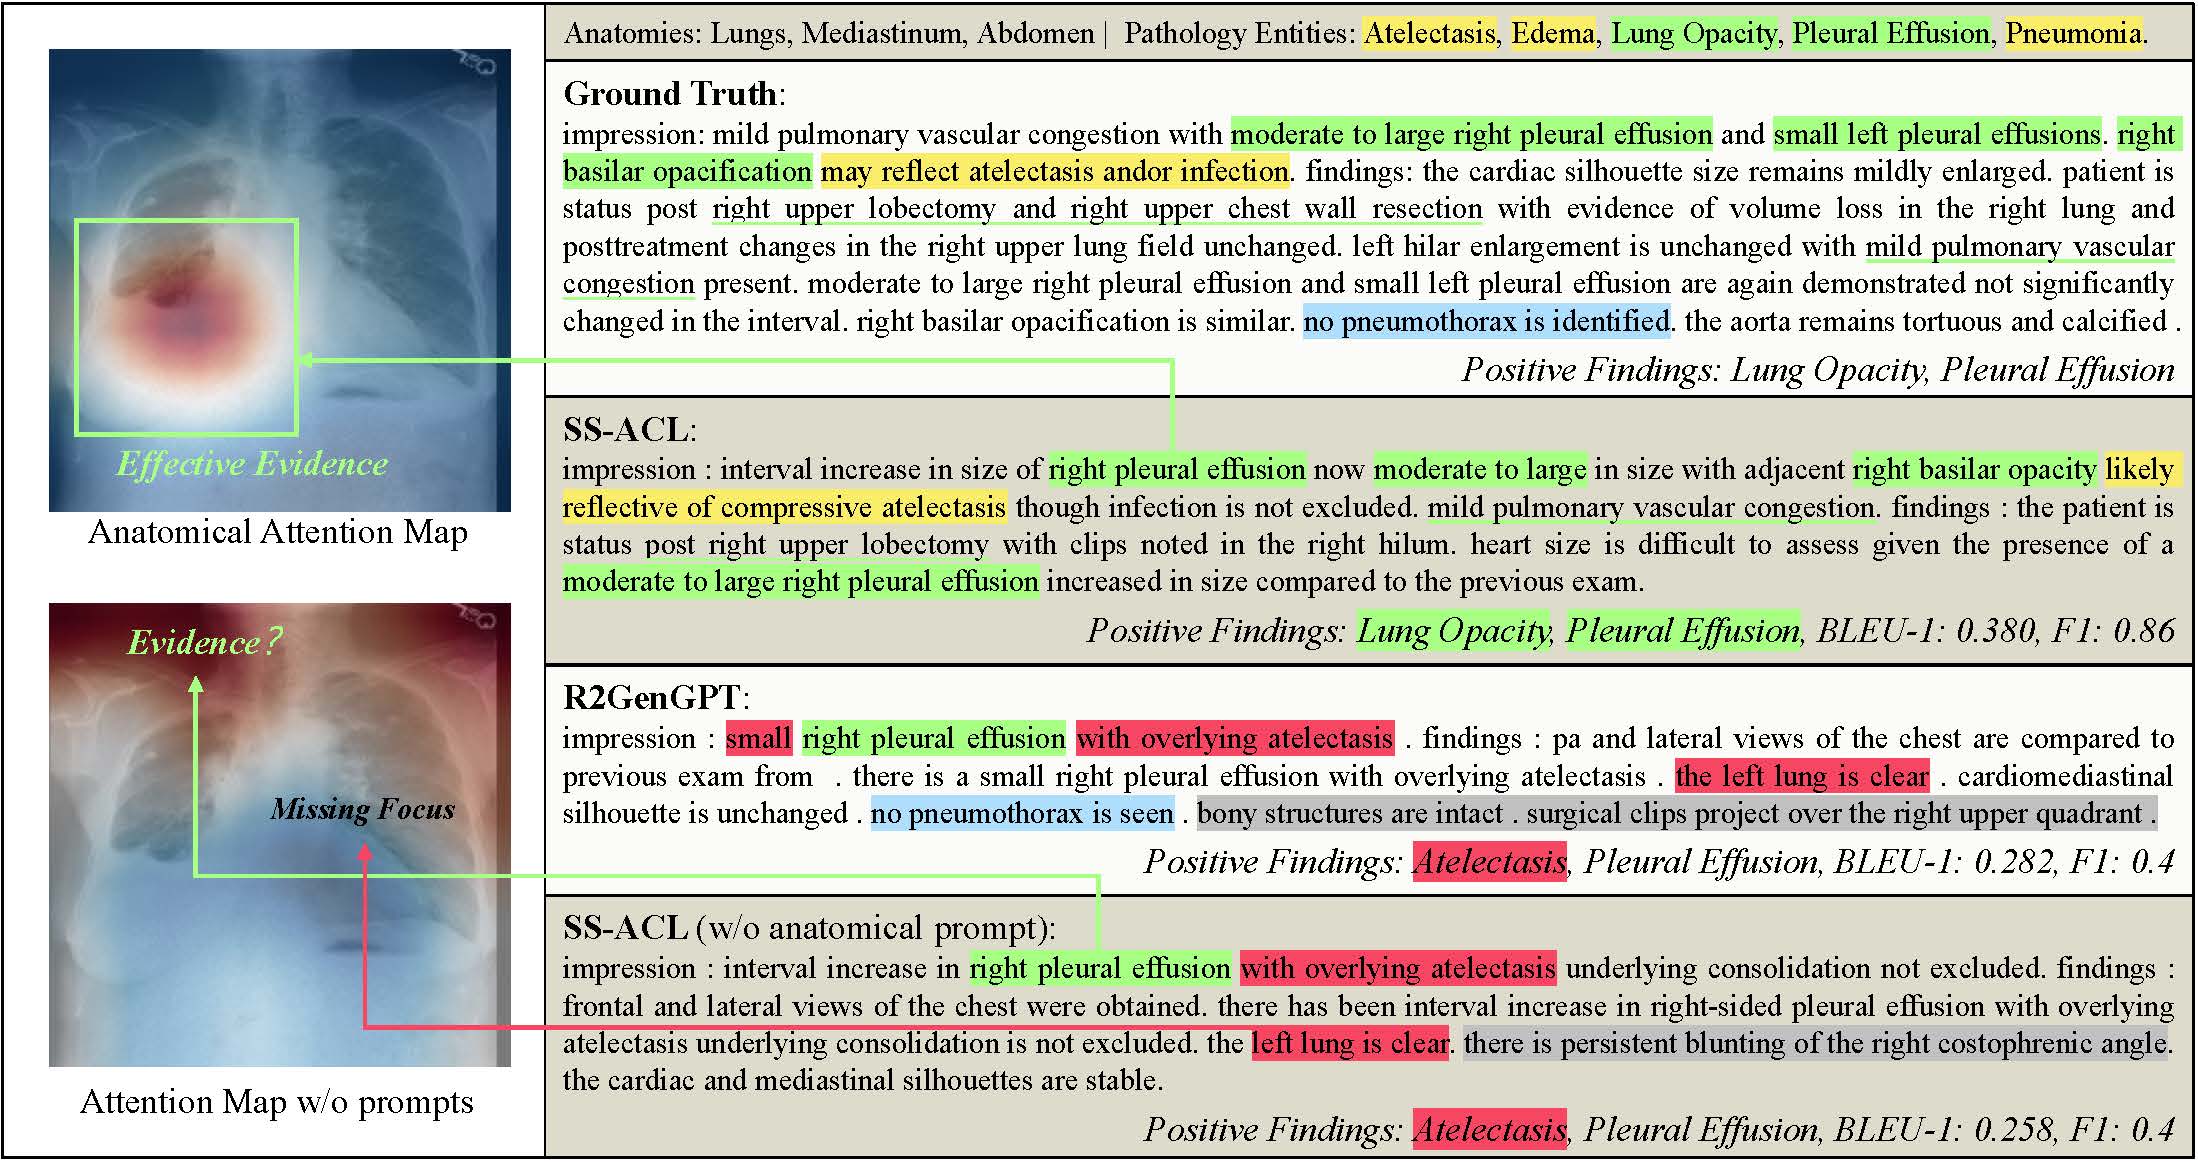 Effective Evidence
Anatomical Attention Map
Evidence?
Missing Focus
Attention Map w/o prompts
Anatomies: Lungs, Mediastinum, Abdomen | Pathology Entities: Atelectasis, Edema, Lung Opacity, Pleural Effusion, Pneumonia.
Ground Truth:
impression: mild pulmonary vascular congestion with moderate to large right pleural effusion and small left pleural effusions. right
basilar opacification may reflect atelectasis andor infection. findings: the cardiac silhouette size remains mildly enlarged. patient is
status post right upper lobectomy and right upper chest wall resection with evidence of volume loss in the right lung and
posttreatment changes in the right upper lung field unchanged. left hilar enlargement is unchanged with mild pulmonary vascular
congestion present. moderate to large right pleural effusion and small left pleural effusion are again demonstrated not significantly
changed in the interval. right basilar opacification is similar. no pneumothorax is identified. the aorta remains tortuous and calcified .
Positive Findings: Lung Opacity, Pleural Effusion
SS-ACL:
impression : interval increase in size of right pleural effusion now moderate to large in size with adjacent right basilar opacity likely
reflective of compressive atelectasis though infection is not excluded. mild pulmonary vascular congestion. findings : the patient is
status post right upper lobectomy with clips noted in the right hilum. heart size is difficult to assess given the presence of a
moderate to large right pleural effusion increased in size compared to the previous exam.
Positive Findings: Lung Opacity, Pleural Effusion, BLEU-1: 0.380, F1: 0.86
R2GenGPT:
impression : small right pleural effusion with overlying atelectasis . findings : pa and lateral views of the chest are compared to
previous exam from . there is a small right pleural effusion with overlying atelectasis . the left lung is clear . cardiomediastinal
silhouette is unchanged . no pneumothorax is seen . bony structures are intact . surgical clips project over the right upper quadrant .
Positive Findings: Atelectasis, Pleural Effusion, BLEU-1: 0.282, F1: 0.4
SS-ACL (w/o anatomical prompt):
impression : interval increase in right pleural effusion with overlying atelectasis underlying consolidation not excluded. findings :
frontal and lateral views of the chest were obtained. there has been interval increase in right-sided pleural effusion with overlying
atelectasis underlying consolidation is not excluded. the left lung is clear. there is persistent blunting of the right costophrenic angle.
the cardiac and mediastinal silhouettes are stable.
Positive Findings: Atelectasis, Pleural Effusion, BLEU-1: 0.258, F1: 0.4